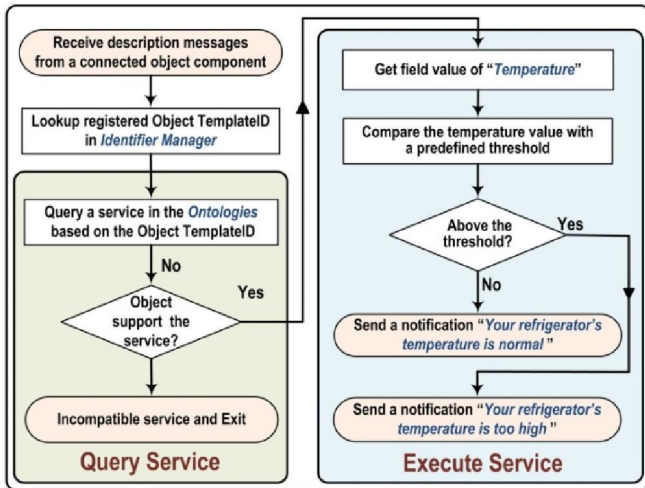 Receive description messages
from a connected object component
Lookup registered Object TemplateID
in Identifier Manager
Query a service in the Ontologies
based on the Object TemplateID
No
Yes
Object
support the
service?
Incompatible service and Exit
Query Service
Get field value of “Temperature”
Compare the temperature value with
a predefined threshold
Above the
threshold?
Yes
No
Send a notification “Your refrigerator's
temperature is normal”
Send a notification “Your refrigerator's
temperature is too high”
Execute Service